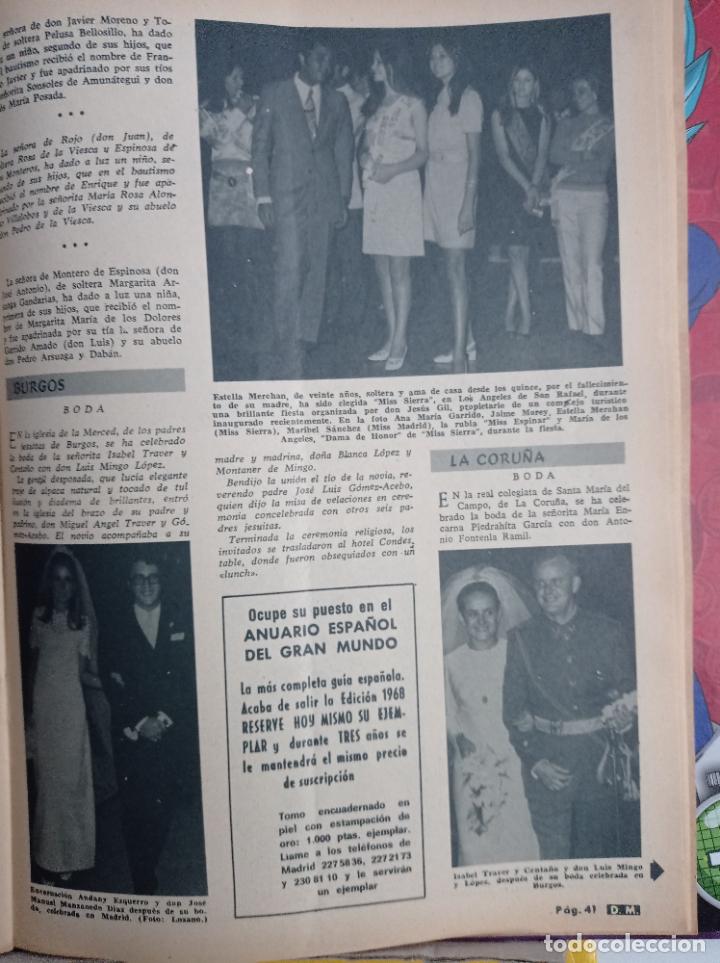 señora de don Javier Moreno y To-
de soltera Pelusa Bellosillo, ha dado
un niño, segundo de sus hijos, que
bautismo recibió el nombre de Fran-
Javier y fue apadrinado por sus tíos
señorita Sonsoles de Amunátegui y don
María Posada.
* * *
La señora de Rojo (don Juan), de
Rosa de la Viesca y Espinosa de
Monteros, ha dado a luz un niño, se-
de sus hijos, que en el bautismo
el nombre de Enrique y fue apa-
por la señorita María Rosa Alon-
Villalobos y de la Viesca y su abuelo
don Pedro de la Viesca.
* * *
La señora de Montero de Espinosa (don
José Antonio), de soltera Margarita Ar-
Gandarias, ha dado a luz una niña,
primera de sus hijos, que recibió el nom-
bre de Margarita María de los Dolores
y fue apadrinada por su tía la señora de
Garrido Amado (don Luis) y su abuelo
don Pedro Arsuaga y Dabán.
BURGOS
BODA
EN la iglesia de la Merced, de los padres
jesuitas de Burgos, se ha celebrado
la boda de la señorita Isabel Traver y
Centaño con don Luis Mingo López.
La gentil desposada, que lucía elegante
traje de alpaca natural y tocado de tul
ilusión y diadema de brillantes, entró
en la iglesia del brazo de su padre y
padrino, don Miguel Angel Traver y Gó-
mez-Acebo. El novio acompañaba a su
Encarnación Andany Ezquerro y don José
Manuel Manzanedo Díaz después de su bo-
da, celebrada en Madrid. (Foto: Lozano.)
Estella Merchan, de veinte años, soltera y ama de casa desde los quince, por el fallecimien-
to de su madre, ha sido elegida "Miss Sierra", en Los Angeles de San Rafael, durante
una brillante fiesta organizada por don Jesús Gil, propietario de un complejo turístico
inaugurado recientemente. En la foto Ana María Garrido, Jaime Morey, Estella Merchan
(Miss Sierra), Maribel Sánchez (Miss Madrid), la rubia "Miss Espinar" y María de los
Angeles, "Dama de Honor" de "Miss Sierra", durante la fiesta.
madre y madrina, doña Blanca López y
Montaner de Mingo.
Bendijo la unión el tío de la novia, re-
verendo padre José Luis Gómez-Acebo,
quien dijo la misa de velaciones en cere-
monia concelebrada con otros seis pa-
dres jesuitas.
Terminada la ceremonia religiosa, los
invitados se trasladaron al hotel Condes-
table, donde fueron obsequiados con un
«lunch».
Ocupe su puesto en el
ANUARIO ESPAÑOL
DEL GRAN MUNDO
La más completa guía española.
Acaba de salir la Edición 1968
RESERVE HOY MISMO SU EJEM-
PLAR y durante TRES años se
le mantendrá el mismo precio
de suscripción
Tomo encuadernado en
piel con estampación de
oro: 1.000 ptas. ejemplar.
Llame a los teléfonos de
Madrid 2275836, 2272173
y 2308110 y le servirán
un ejemplar
LA CORUÑA
BODA
EN la real colegiata de Santa María del
Campo, de La Coruña, se ha cele-
brado la boda de la señorita María En-
carna Piedrahíta García con don Anto-
nio Fontenla Ramil.
Isabel Traver y Centaño y don Luis Mingo
y López, después de su boda celebrada en
Burgos.
Pág. 41 D. M.
todocoleccion.net